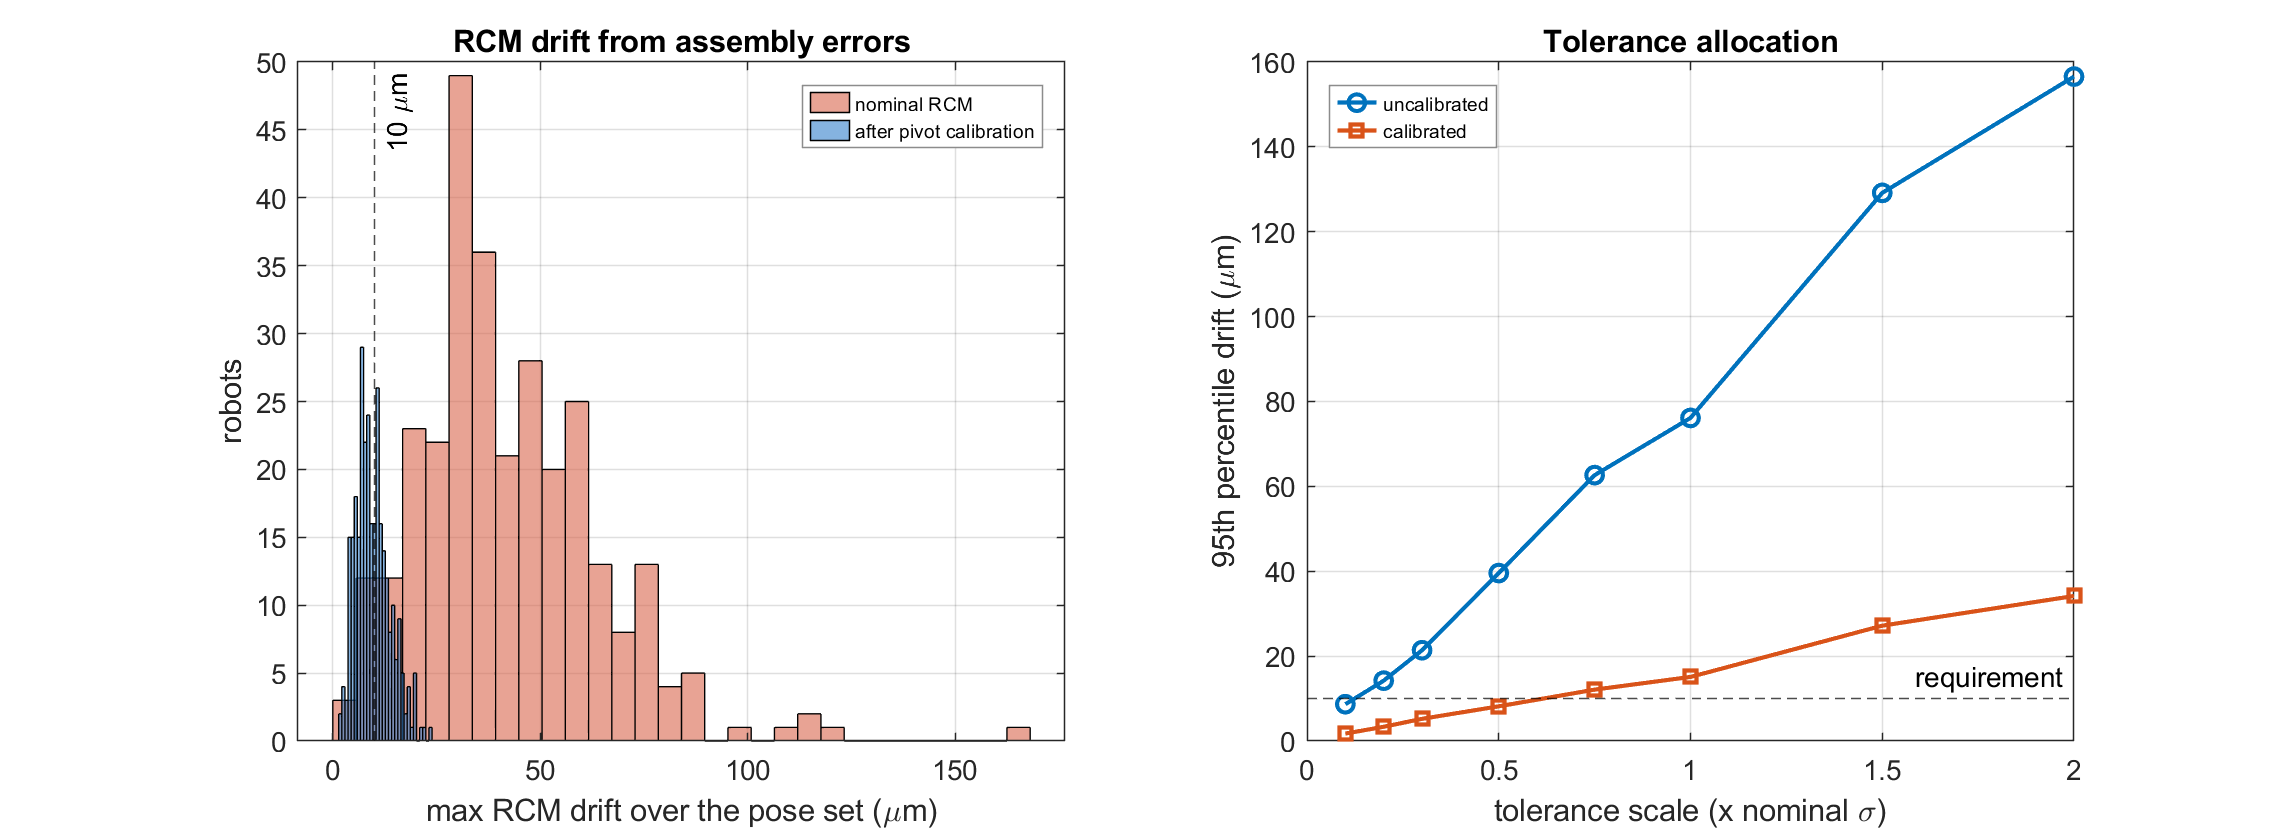 RCM drift from assembly errors
50
45
40
35
30
25
20
15
10
5
0
robots
10 μm
nominal RCM
after pivot calibration
0
50
100
150
max RCM drift over the pose set (μm)
Tolerance allocation
160
140
120
100
80
60
40
20
0
95th percentile drift (μm)
uncalibrated
calibrated
requirement
0
0.5
1
1.5
2
tolerance scale (x nominal σ)